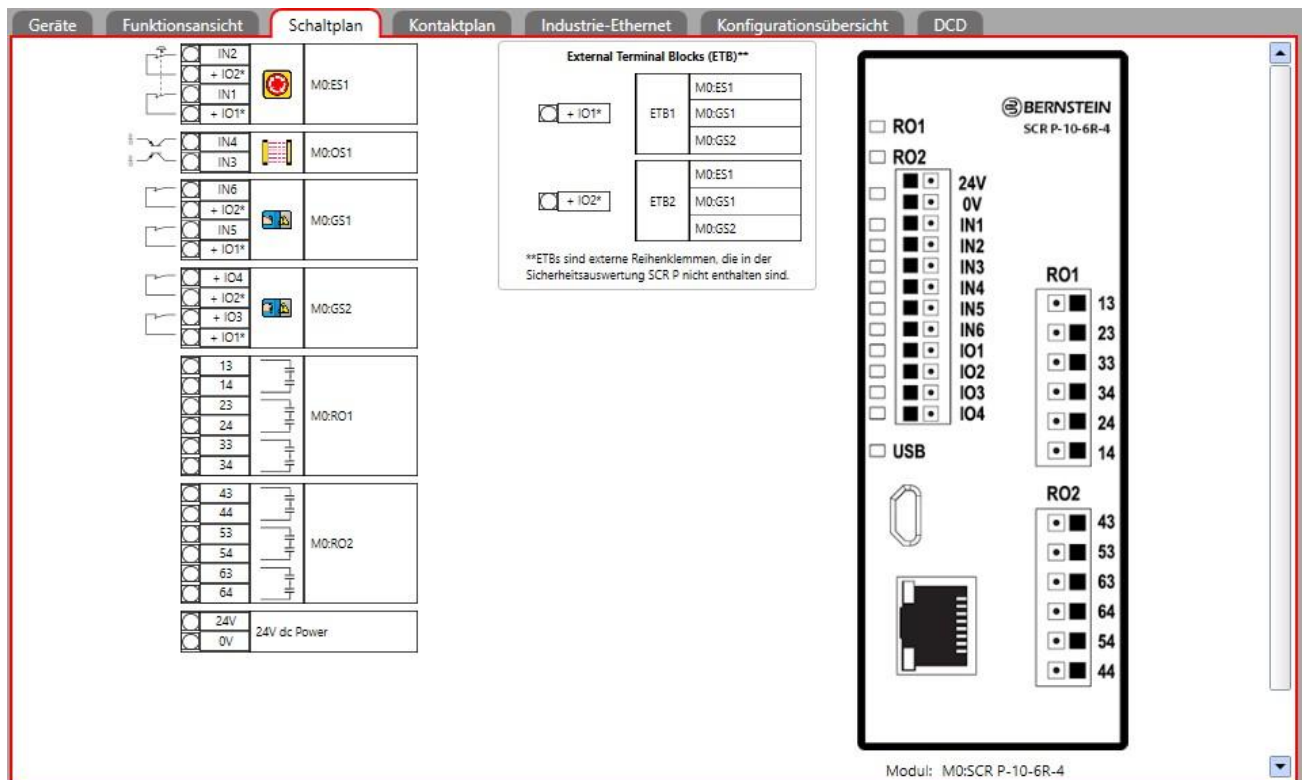 Geräte Funktionsansicht Schaltplan Kontaktplan Industrie-Ethernet Konfigurationsübersicht DCD
IN2
+ IO2*
IN1
+ IO1*
M0:ES1
IN4
IN3
M0:OS1
IN6
+ IO2*
IN5
+ IO1*
M0:GS1
+ IO4
+ IO2*
+ IO3
+ IO1*
M0:GS2
13
14
23
24
33
34
M0:RO1
43
44
53
54
63
64
M0:RO2
24V
0V
24V dc Power
External Terminal Blocks (ETB)**
+ IO1*
ETB1
M0:ES1
M0:GS1
M0:GS2
+ IO2*
ETB2
M0:ES1
M0:GS1
M0:GS2
**ETBs sind externe Reihenklemmen, die in der
Sicherheitsauswertung SCR P nicht enthalten sind.
BERNSTEIN
SCR P-10-6R-4
RO1
RO2
24V
0V
IN1
IN2
IN3
IN4
IN5
IN6
IO1
IO2
IO3
IO4
USB
RO1
13
23
33
34
24
14
RO2
43
53
63
64
54
44
Modul: M0:SCR P-10-6R-4